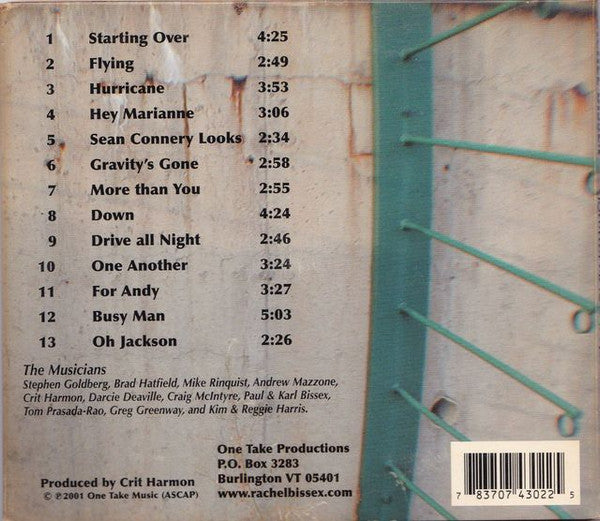 1 Starting Over 4:25
2 Flying 2:49
3 Hurricane 3:53
4 Hey Marianne 3:06
5 Sean Connery Looks 2:34
6 Gravity's Gone 2:58
7 More than You 2:55
8 Down 4:24
9 Drive all Night 2:46
10 One Another 3:24
11 For Andy 3:27
12 Busy Man 5:03
13 Oh Jackson 2:26
The Musicians
Stephen Goldberg, Brad Hatfield, Mike Rinquist, Andrew Mazzone,
Crit Harmon, Darcie Deaville, Craig McIntyre, Paul & Karl Bissex,
Tom Prasada-Rao, Greg Greenway, and Kim & Reggie Harris.
Produced by Crit Harmon
© ℗ 2001 One Take Music (ASCAP)
One Take Productions
P.O. Box 3283
Burlington VT 05401
www.rachelbissex.com
7 83707 43022 5